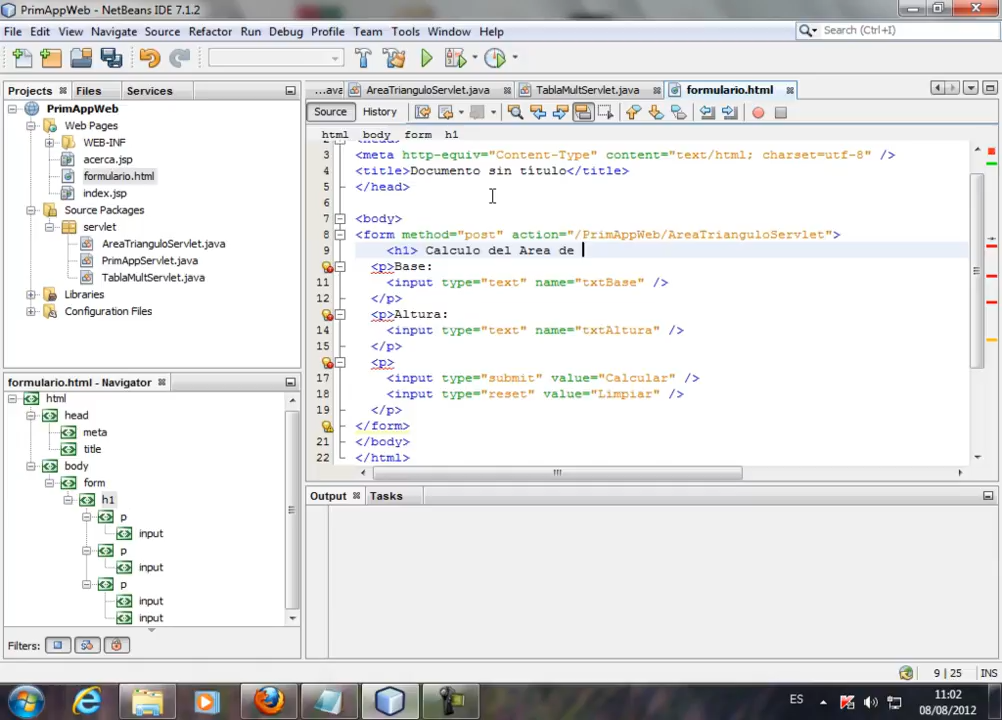 PrimAppWeb - NetBeans IDE 7.1.2
File Edit View Navigate Source Refactor Run Debug Profile Team Tools Window Help
Search (Ctrl+I)
Projects Files Services
...ava AreaTrianguloServlet.java TablaMultServlet.java formulario.html
Source History
html body form h1
PrimAppWeb
Web Pages
WEB-INF
acerca.jsp
formulario.html
index.jsp
Source Packages
servlet
AreaTrianguloServlet.java
PrimAppServlet.java
TablaMultServlet.java
Libraries
Configuration Files
3 <meta http-equiv="Content-Type" content="text/html; charset=utf-8" />
4 <title>Documento sin título</title>
5 </head>
6
7 <body>
8 <form method="post" action="/PrimAppWeb/AreaTrianguloServlet">
9 <h1> Calculo del Area de
<p>Base:
11 <input type="text" name="txtBase" />
12 </p>
<p>Altura:
14 <input type="text" name="txtAltura" />
15 </p>
<p>
17 <input type="submit" value="Calcular" />
18 <input type="reset" value="Limpiar" />
19 </p>
</form>
21 </body>
22 </html>
formulario.html - Navigator
html
head
meta
title
body
form
h1
p
input
p
input
p
input
input
Filters:
Output Tasks
9 | 25 INS
ES
11:02
08/08/2012